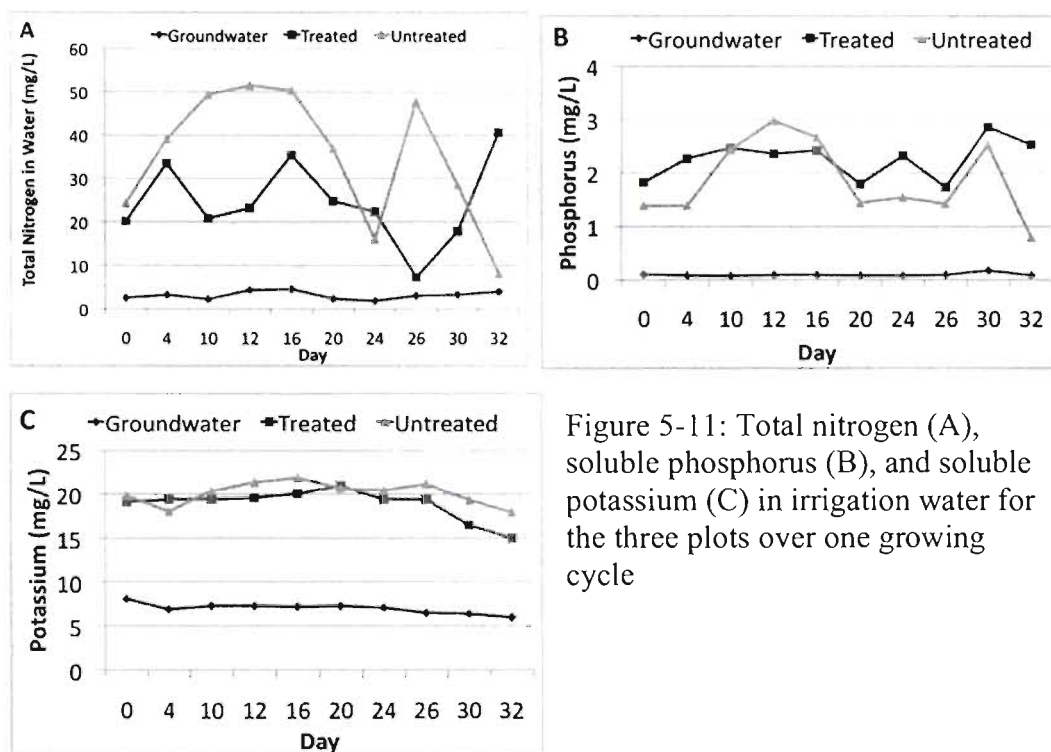 A
Groundwater Treated Untreated
Total Nitrogen in Water (mg/L)
60
50
40
30
20
10
0
0 4 10 12 16 20 24 26 30 32
Day
B
Groundwater Treated Untreated
Phosphorus (mg/L)
4
3
2
1
0
0 4 10 12 16 20 24 26 30 32
Day
C
Groundwater Treated Untreated
Potassium (mg/L)
25
20
15
10
5
0
0 4 10 12 16 20 24 26 30 32
Day
Figure 5-11: Total nitrogen (A),
soluble phosphorus (B), and soluble
potassium (C) in irrigation water for
the three plots over one growing
cycle